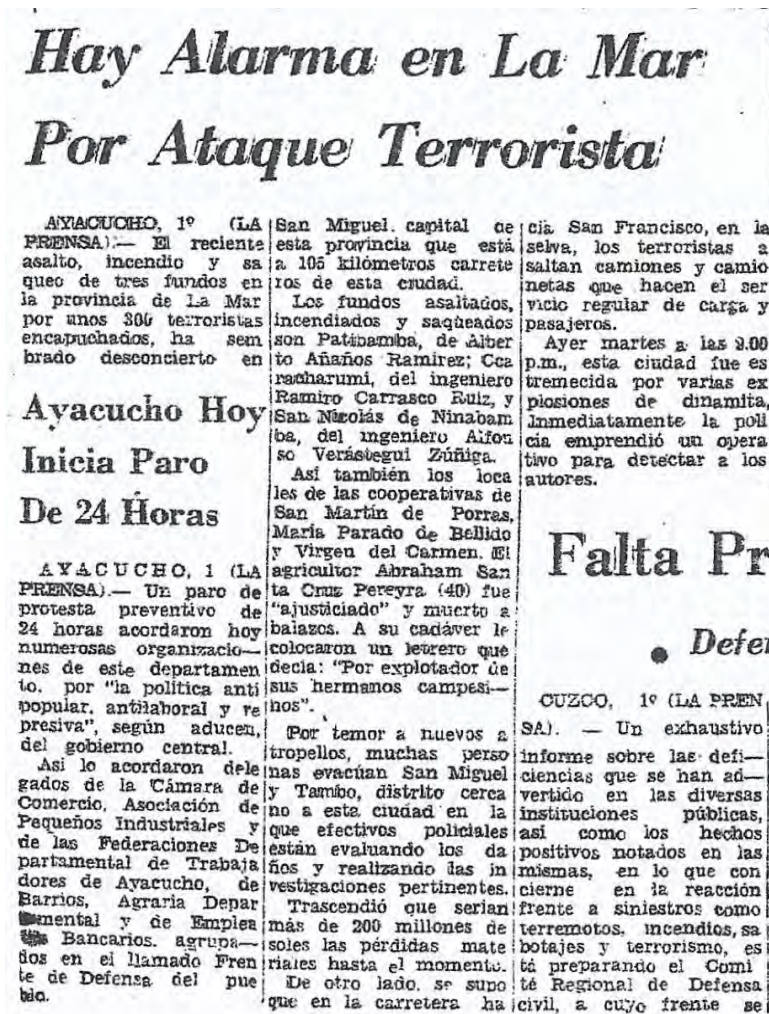 Hay Alarma en La Mar
Por Ataque Terrorista
AYACUCHO, 1º (LA
PRENSA).— El reciente
asalto, incendio y sa
queo de tres fundos en
la provincia de La Mar
por unos 300 terroristas
encapuchados, ha sem
brado desconcierto en
San Miguel. capital de
esta provincia que está
a 105 kilómetros carrete
ros de esta ciudad.
Los fundos asaltados,
incendiados y saqueados
son Patibamba, de Alber
to Añaños Ramirez; Cca
racharumi, del ingeniero
Ramiro Carrasco Ruiz, y
San Nicolás de Ninabam
ba, del ingeniero Alfon
so Verástegui Zúñiga.
Asi también los loca
les de las cooperativas de
San Martín de Porras,
María Parado de Bellido
y Virgen del Carmen. El
agricultor Abraham San
ta Cruz Pereyra (40) fue
"ajusticiado" y muerto a
balazos. A su cadáver le
colocaron un letrero que
decia: "Por explotador de
sus hermanos campesi—
nos".
Por temor a nuevos a
tropellos, muchas perso
nas evacúan San Miguel
y Tambo, distrito cerca
no a esta ciudad en la
que efectivos policiales
están evaluando los da
ños y realizando las in
vestigaciones pertinentes.
Trascendió que serian
más de 200 millones de
soles las pérdidas mate
riales hasta el momento.
De otro lado, se supo
que en la carretera ha
cia San Francisco, en la
selva, los terroristas a
saltan camiones y camio
netas que hacen el ser
vicio regular de carga y
pasajeros.
Ayer martes a las 9.00
p.m., esta ciudad fue es
tremecida por varias ex
plosiones de dinamita,
inmediatamente la poli
cia emprendió un opera
tivo para detectar a los
autores.
Ayacucho Hoy
Inicia Paro
De 24 Horas
AYACUCHO, 1 (LA
PRENSA).— Un paro de
protesta preventivo de
24 horas acordaron hoy
numerosas organizacio—
nes de este departamen
to. por "la política anti
popular. antilaboral y re
presiva", según aducen,
del gobierno central.
Asi lo acordaron dele
gados de la Cámara de
Comercio, Asociación de
Pequeños Industriales y
de las Federaciones De
partamental de Trabaja
dores de Ayacucho, de
Barrios, Agraria Depar
mental y de Emplea
Bancarios. agrupa—
dos en el llamado Fren
te de Defensa del pue
blo.
Falta Pr
• Defe
CUZCO, 1º (LA PREN
SA). — Un exhaustivo
informe sobre las defi—
ciencias que se han ad—
vertido en las diversas
instituciones públicas,
asi como los hechos
positivos notados en las
mismas, en lo que con
cierne en la reacción
frente a siniestros como
terremotos, incendios, sa
botajes y terrorismo, es
tá preparando el Comi
té Regional de Defensa
civil, a cuyo frente se